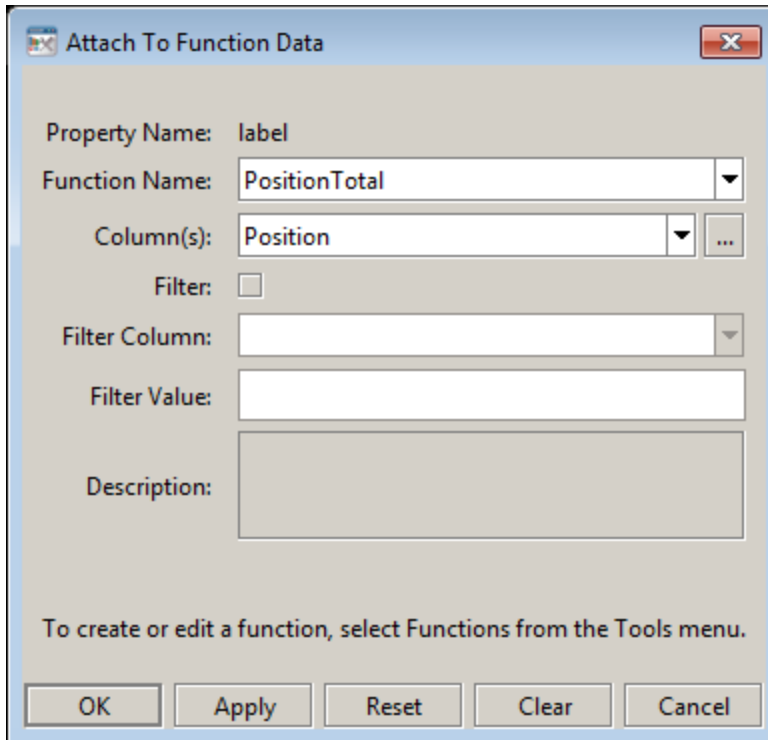 Attach To Function Data
Property Name: label
Function Name: PositionTotal
Column(s): Position ...
Filter:
Filter Column:
Filter Value:
Description:
To create or edit a function, select Functions from the Tools menu.
OK Apply Reset Clear Cancel